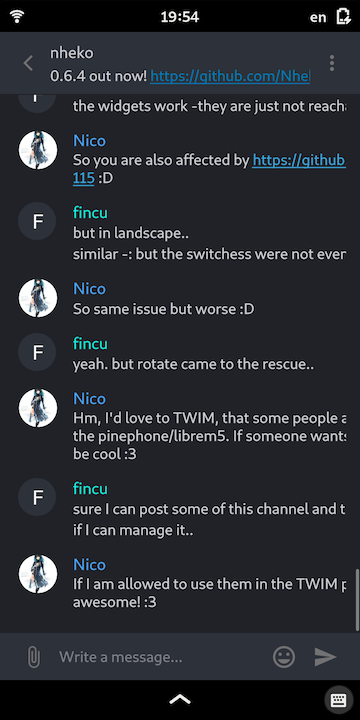 19:54
en
nheko
0.6.4 out now! https://github.com/Nhe
F
the widgets work -they are just not reach
Nico
So you are also affected by https://github
115 :D
F
fincu
but in landscape..
similar -: but the switchess were not ever
Nico
So same issue but worse :D
F
fincu
yeah. but rotate came to the rescue..
Nico
Hm, I'd love to TWIM, that some people a
the pinephone/librem5. If someone wants
be cool :3
F
fincu
sure I can post some of this channel and t
if I can manage it..
Nico
If I am allowed to use them in the TWIM p
awesome! :3
Write a message...